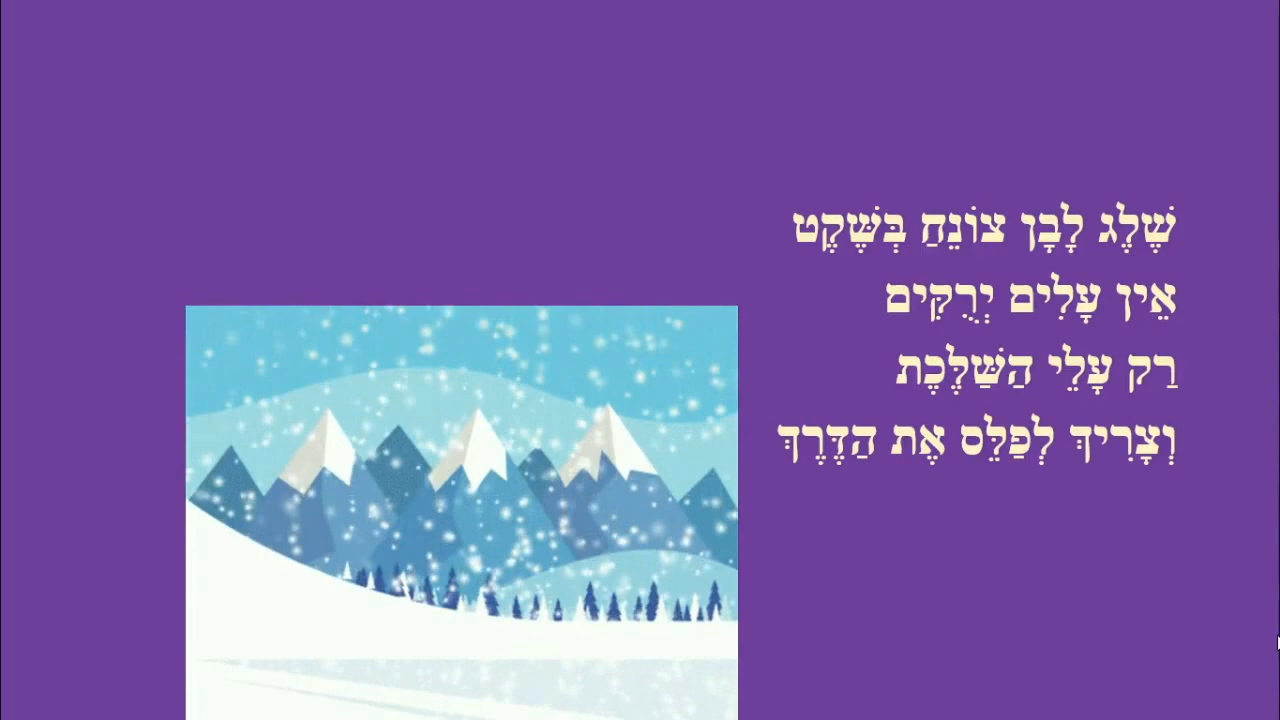 שֶׁלֶג לָבָן צוֹנֵחַ בְּשֶּׁקֶט
אֵין עָלִים יְרֻקִּים
רַק עָלֵי הַשַּׁלֶּכֶת
וְצָרִיךְ לְפַלֵּס אֶת הַדֶּרֶךְ